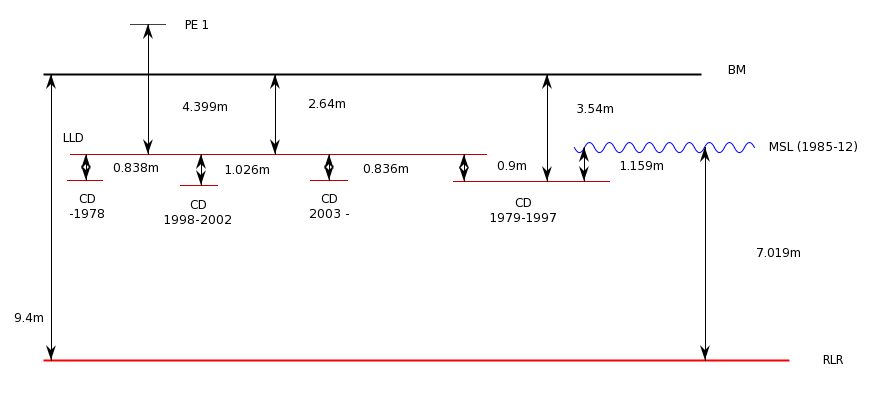 PE 1
BM
4.399m
2.64m
3.54m
LLD
MSL (1985-12)
0.838m
1.026m
0.836m
0.9m
1.159m
CD
-1978
CD
1998-2002
CD
2003 -
CD
1979-1997
7.019m
9.4m
RLR